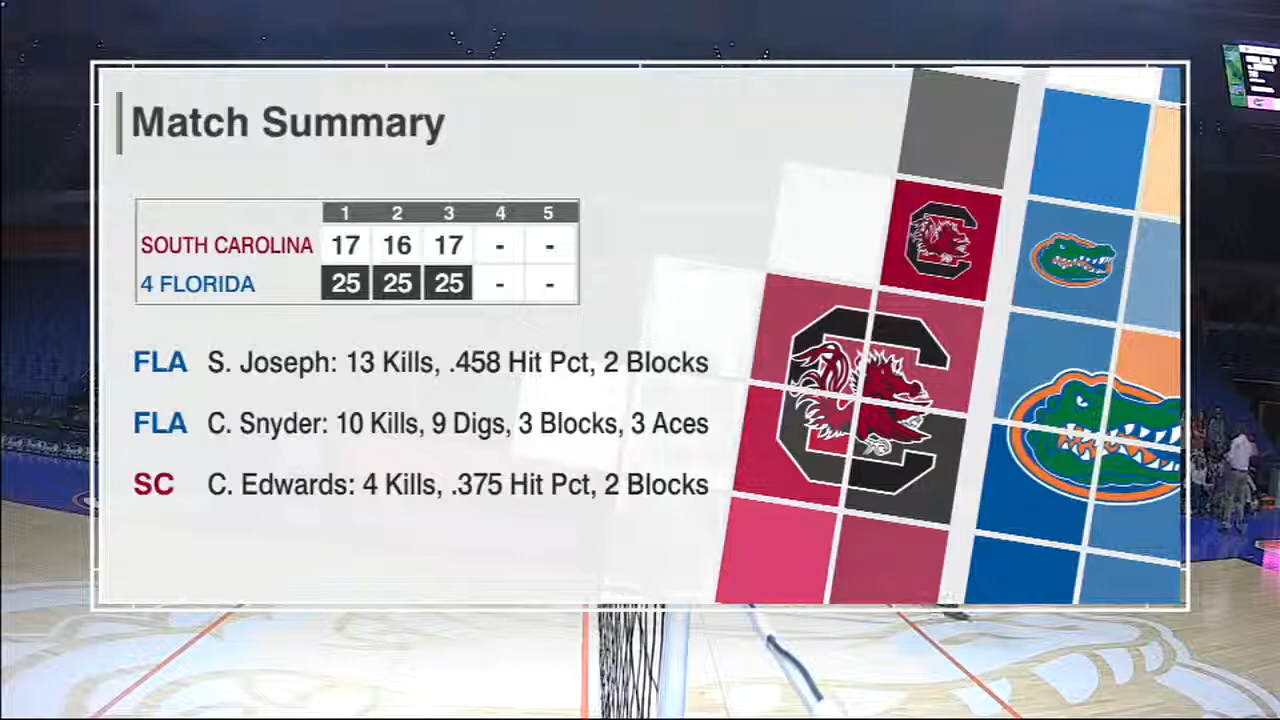 Match Summary
1 2 3 4 5
SOUTH CAROLINA 17 16 17 - -
4 FLORIDA 25 25 25 - -
FLA S. Joseph: 13 Kills, .458 Hit Pct, 2 Blocks
FLA C. Snyder: 10 Kills, 9 Digs, 3 Blocks, 3 Aces
SC C. Edwards: 4 Kills, .375 Hit Pct, 2 Blocks